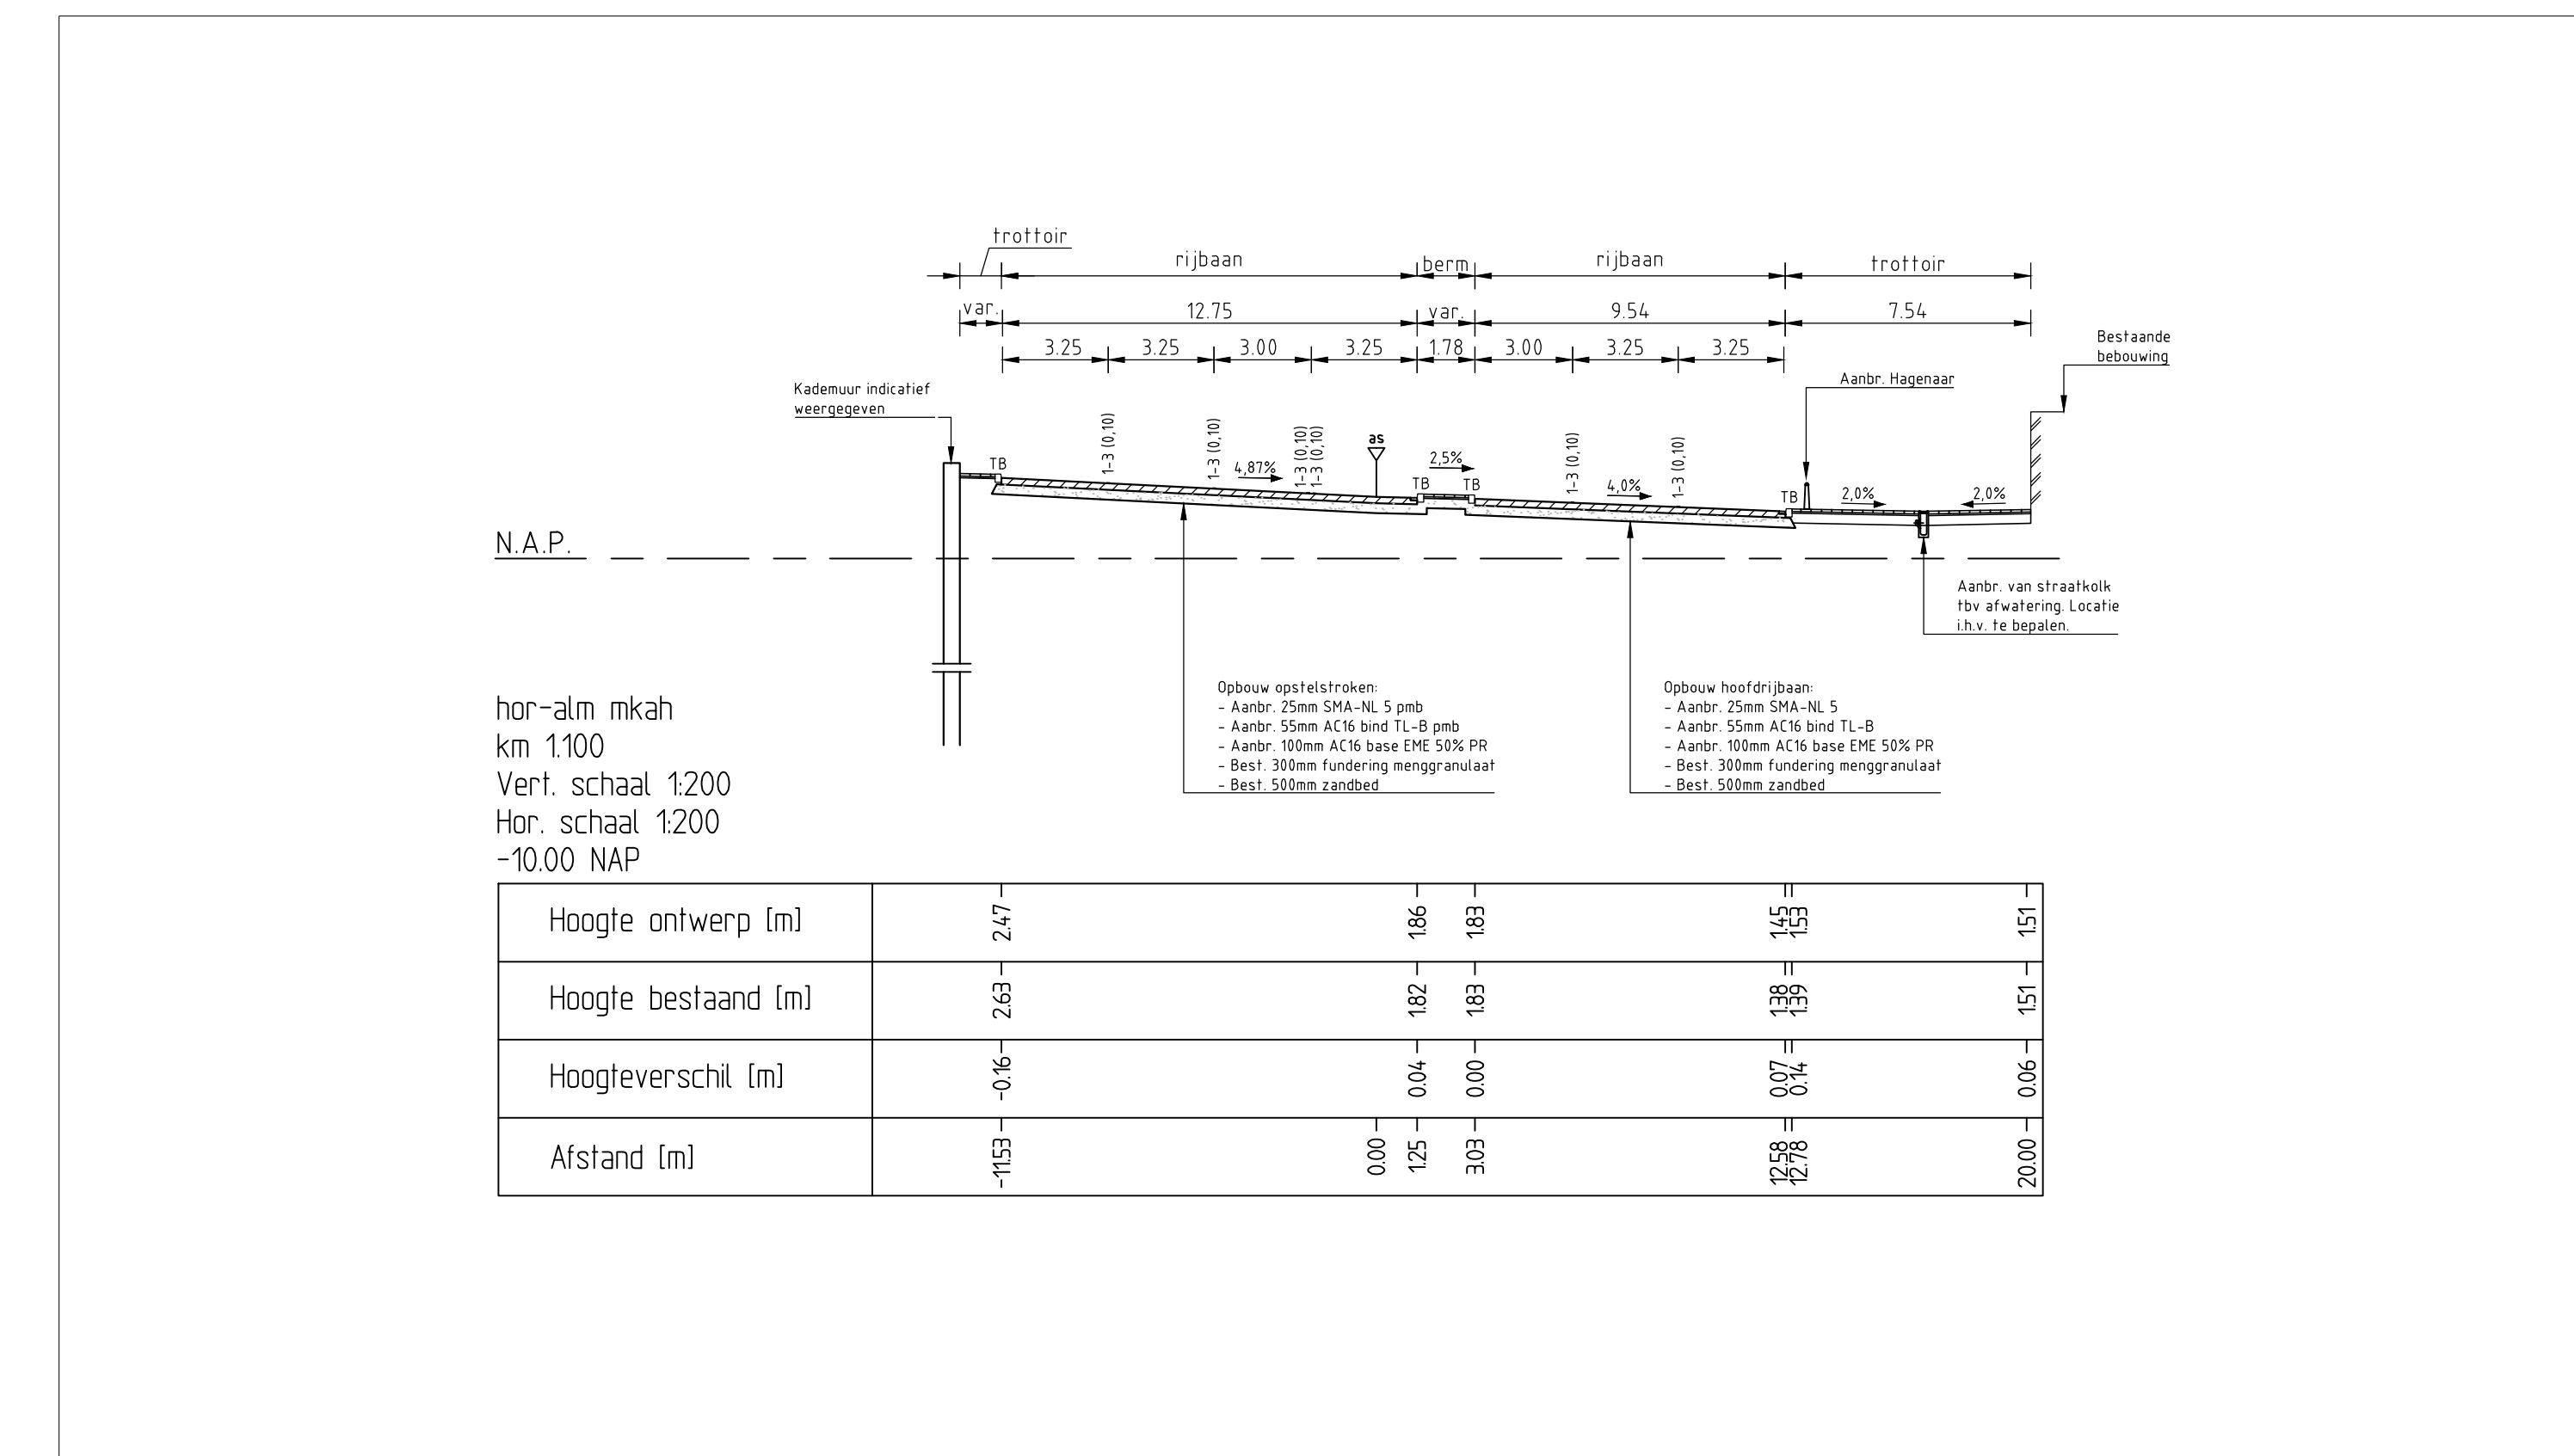 trottoir
rijbaan
berm
rijbaan
trottoir
var.
12.75
var.
9.54
7.54
3.25
3.25
3.00
3.25
1.78
3.00
3.25
3.25
Bestaande
bebouwing
Aanbr. Hagenaar
Kademuur indicatief
weergegeven
1-3 (0,10)
1-3 (0,10)
1-3 (0,10)
1-3 (0,10)
1-3 (0,10)
1-3 (0,10)
as
TB
4,87%
TB
2,5%
TB
4,0%
TB
2,0%
2,0%
N.A.P.
Aanbr. van straatkolk
tbv afwatering. Locatie
i.h.v. te bepalen.
Opbouw opstelstroken:
- Aanbr. 25mm SMA-NL 5 pmb
- Aanbr. 55mm AC16 bind TL-B pmb
- Aanbr. 100mm AC16 base EME 50% PR
- Best. 300mm fundering menggranulaat
- Best. 500mm zandbed
Opbouw hoofdrijbaan:
- Aanbr. 25mm SMA-NL 5
- Aanbr. 55mm AC16 bind TL-B
- Aanbr. 100mm AC16 base EME 50% PR
- Best. 300mm fundering menggranulaat
- Best. 500mm zandbed
hor-alm mkah
km 1.100
Vert. schaal 1:200
Hor. schaal 1:200
-10.00 NAP
Hoogte ontwerp [m] 2.47 1.86 1.83 1.45 1.53 1.51
Hoogte bestaand [m] 2.63 1.82 1.83 1.38 1.39 1.51
Hoogteverschil [m] -0.16 0.04 0.00 0.07 0.14 0.06
Afstand [m] -11.53 0.00 1.25 3.03 12.58 12.78 20.00